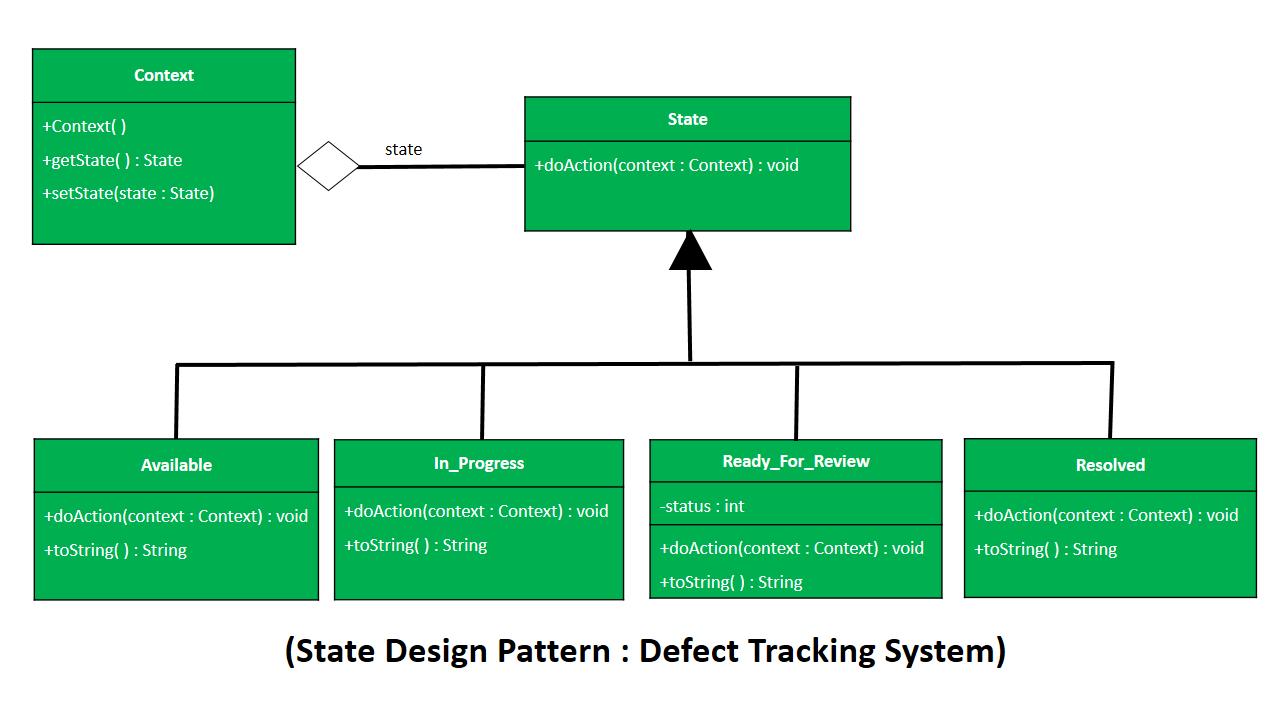 Context
+Context( )
+getState( ) : State
+setState(state : State)
state
State
+doAction(context : Context) : void
Available
+doAction(context : Context) : void
+toString( ) : String
In_Progress
+doAction(context : Context) : void
+toString( ) : String
Ready_For_Review
-status : int
+doAction(context : Context) : void
+toString( ) : String
Resolved
+doAction(context : Context) : void
+toString( ) : String
(State Design Pattern : Defect Tracking System)